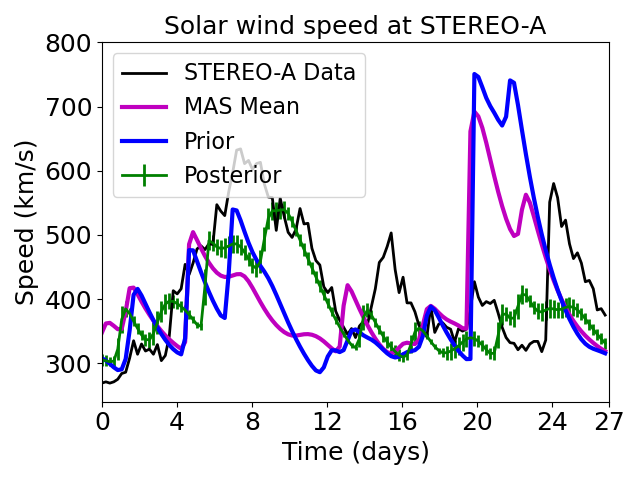 Solar wind speed at STEREO-A
800
700
600
500
400
300
Speed (km/s)
STEREO-A Data
MAS Mean
Prior
Posterior
0 4 8 12 16 20 24 27
Time (days)